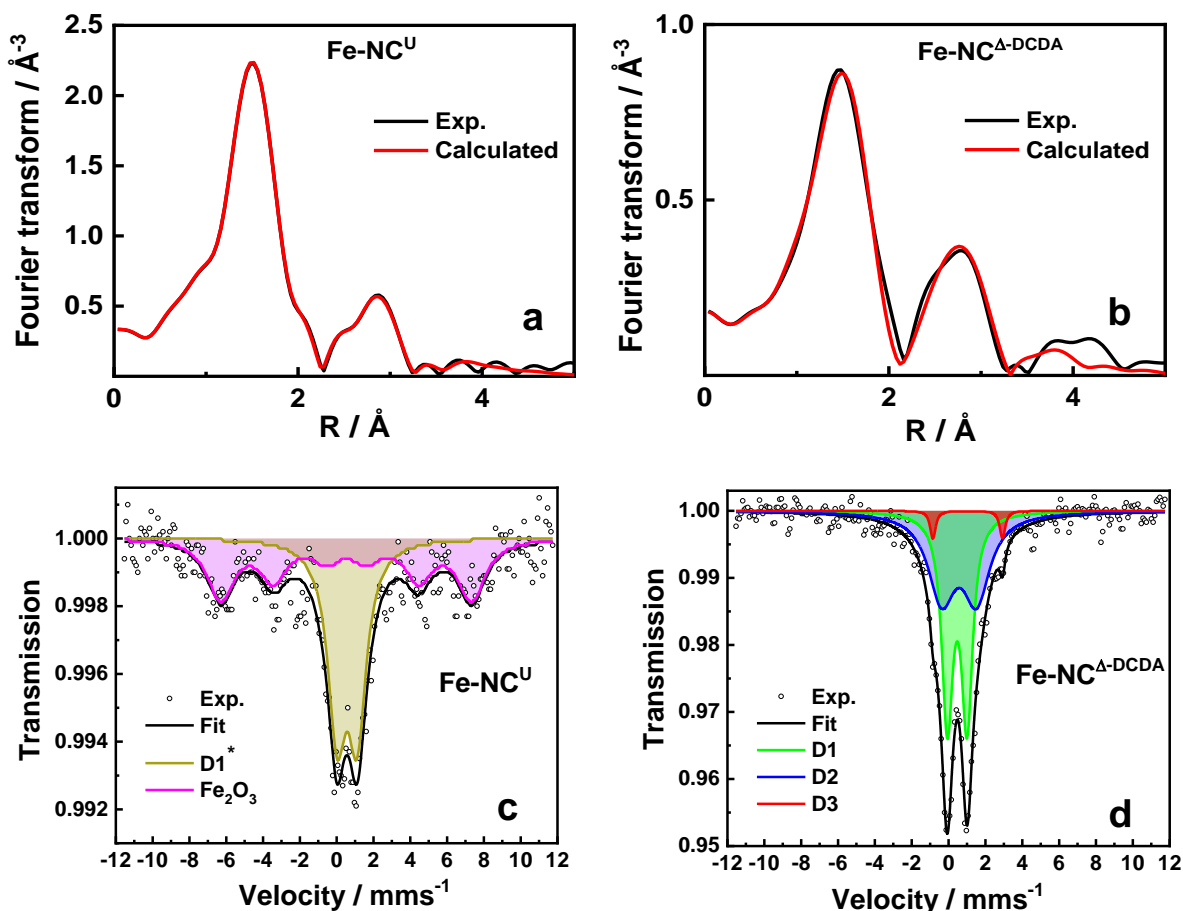 Fe-NCᵁ
Exp.
Calculated
a
2.5
2.0
1.5
1.0
0.5
0 2 4
R / Å
Fourier transform / Å⁻³
Fe-NC^Δ-DCDA
Exp.
Calculated
b
1.0
0.5
0 2 4
R / Å
Fourier transform / Å⁻³
1.000
0.998
0.996
0.994
0.992
Transmission
Fe-NCᵁ
Exp.
Fit
D1*
Fe₂O₃
c
-12 -10 -8 -6 -4 -2 0 2 4 6 8 10 12
Velocity / mms⁻¹
1.00
0.99
0.98
0.97
0.96
0.95
Transmission
Fe-NC^Δ-DCDA
Exp.
Fit
D1
D2
D3
d
-12 -10 -8 -6 -4 -2 0 2 4 6 8 10 12
Velocity / mms⁻¹